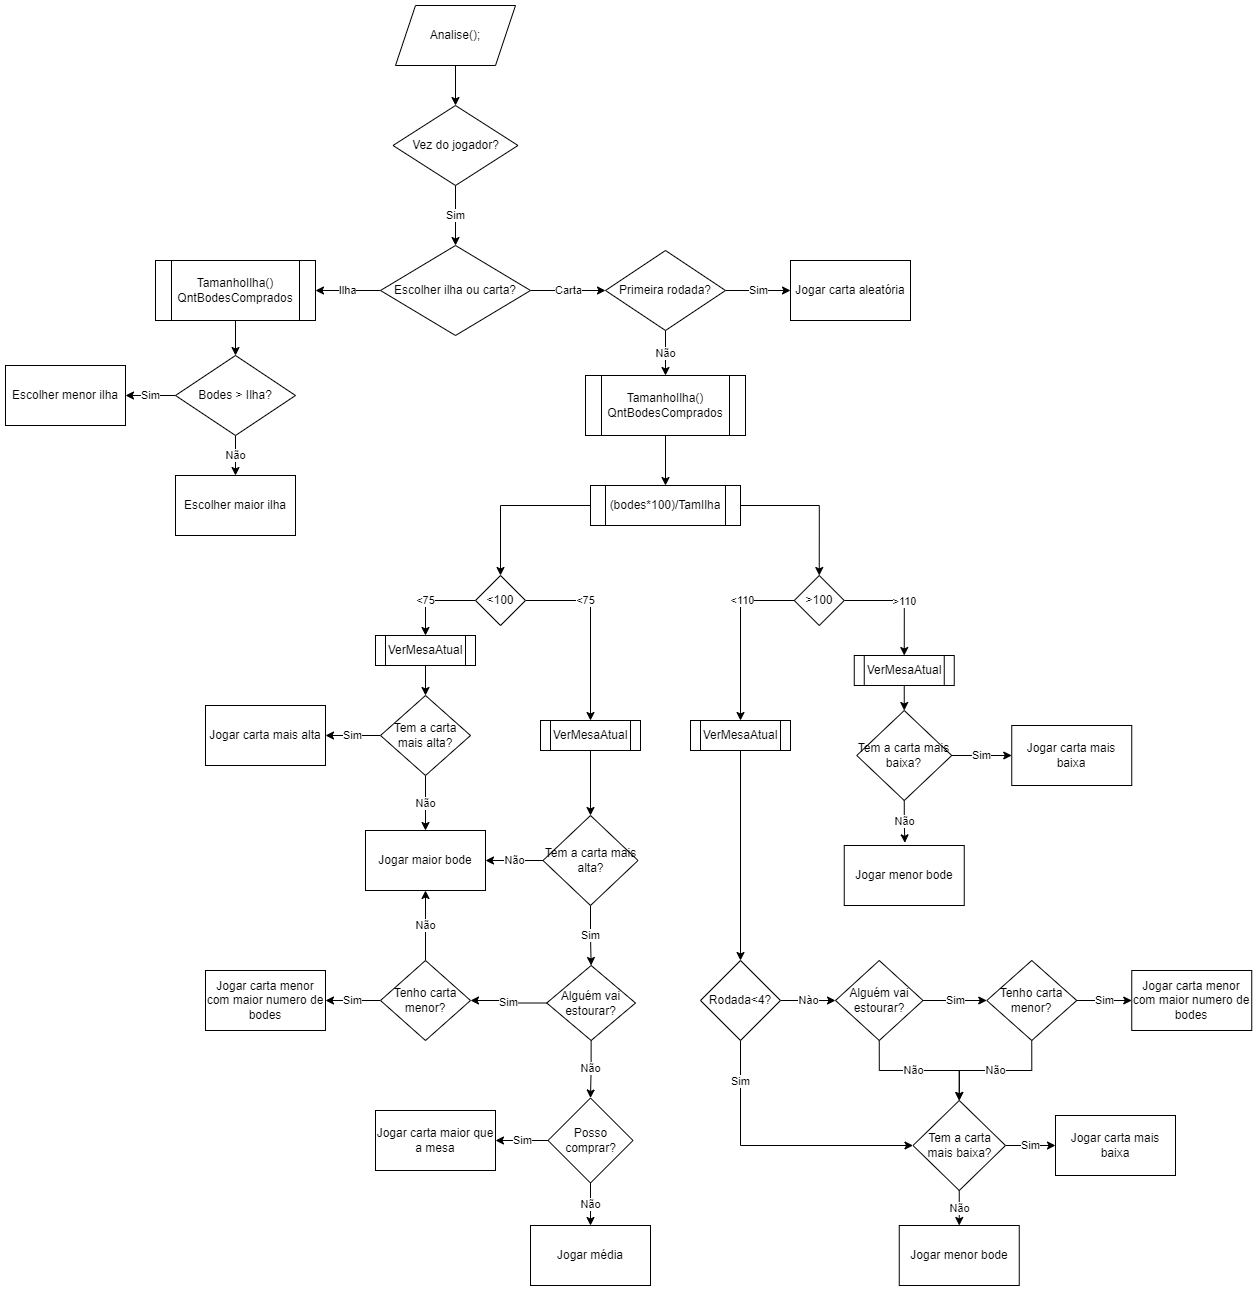 Analise();
Vez do jogador?
Sim
TamanhoIlha()
QntBodesComprados
Ilha
Escolher ilha ou carta?
Carta
Primeira rodada?
Sim
Jogar carta aleatória
Não
Escolher menor ilha
Sim
Bodes > Ilha?
Não
Escolher maior ilha
TamanhoIlha()
QntBodesComprados
(bodes*100)/TamIlha
<75
<100
<75
<110
>100
>110
VerMesaAtual
VerMesaAtual
VerMesaAtual
VerMesaAtual
Jogar carta mais alta
Sim
Tem a carta
mais alta?
Não
Tem a carta mais
baixa?
Sim
Jogar carta mais
baixa
Não
Jogar menor bode
Jogar maior bode
Não
Tem a carta mais
alta?
Sim
Não
Jogar carta menor
com maior numero de
bodes
Sim
Tenho carta
menor?
Sim
Alguém vai
estourar?
Não
Jogar carta maior que
a mesa
Sim
Posso
comprar?
Não
Jogar média
Rodada<4?
Não
Alguém vai
estourar?
Sim
Tenho carta
menor?
Sim
Jogar carta menor
com maior numero de
bodes
Não
Não
Sim
Tem a carta
mais baixa?
Sim
Jogar carta mais
baixa
Não
Jogar menor bode